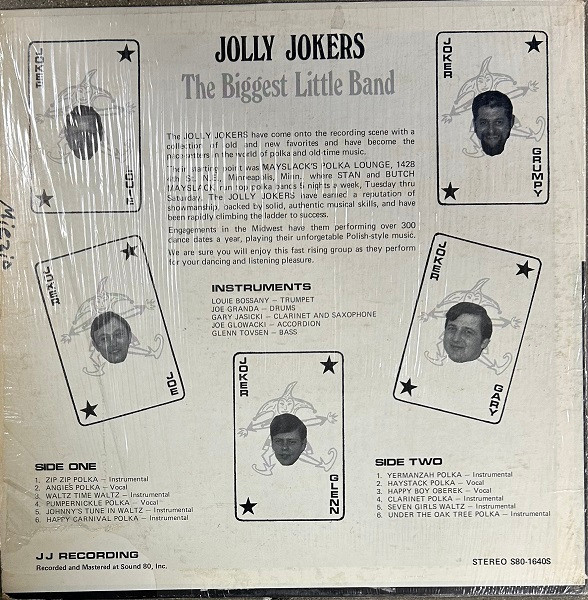 JOLLY JOKERS
The Biggest Little Band
JOKER
JOKER
GRUMPY
The JOLLY JOKERS have come onto the recording scene with a
collection of old and new favorites and have become the
in the world of polka and old-time music.
Their starting point was MAYSLACK'S POLKA LOUNGE, 1428
4th St. N.E., Minneapolis, Minn., where STAN and BUTCH
MAYSLACK run top polka bands 5 nights a week, Tuesday thru
Saturday. The JOLLY JOKERS have earned a reputation of
showmanship, backed by solid, authentic musical skills, and have
been rapidly climbing the ladder to success.
Engagements in the Midwest have them performing over 300
dance dates a year, playing their unforgetable Polish-style music.
We are sure you will enjoy this fast rising group as they perform
for your dancing and listening pleasure.
JOKER
JOE
JOKER
GARY
INSTRUMENTS
LOUIE BOSSANY – TRUMPET
JOE GRANDA – DRUMS
GARY JASICKI – CLARINET AND SAXOPHONE
JOE GLOWACKI – ACCORDION
GLENN TOVSEN – BASS
JOKER
GLENN
SIDE ONE
1. ZIP ZIP POLKA – Instrumental
2. ANGIES POLKA – Vocal
3. WALTZ TIME WALTZ – Instrumental
4. PUMPERNICKLE POLKA – Vocal
5. JOHNNY'S TUNE IN WALTZ – Instrumental
6. HAPPY CARNIVAL POLKA – Instrumental
SIDE TWO
1. YERMANZAH POLKA – Instrumental
2. HAYSTACK POLKA – Vocal
3. HAPPY BOY OBEREK – Vocal
4. CLARINET POLKA – Instrumental
5. SEVEN GIRLS WALTZ – Instrumental
6. UNDER THE OAK TREE POLKA – Instrumental
JJ RECORDING
Recorded and Mastered at Sound 80, Inc.
STEREO S80-1640S